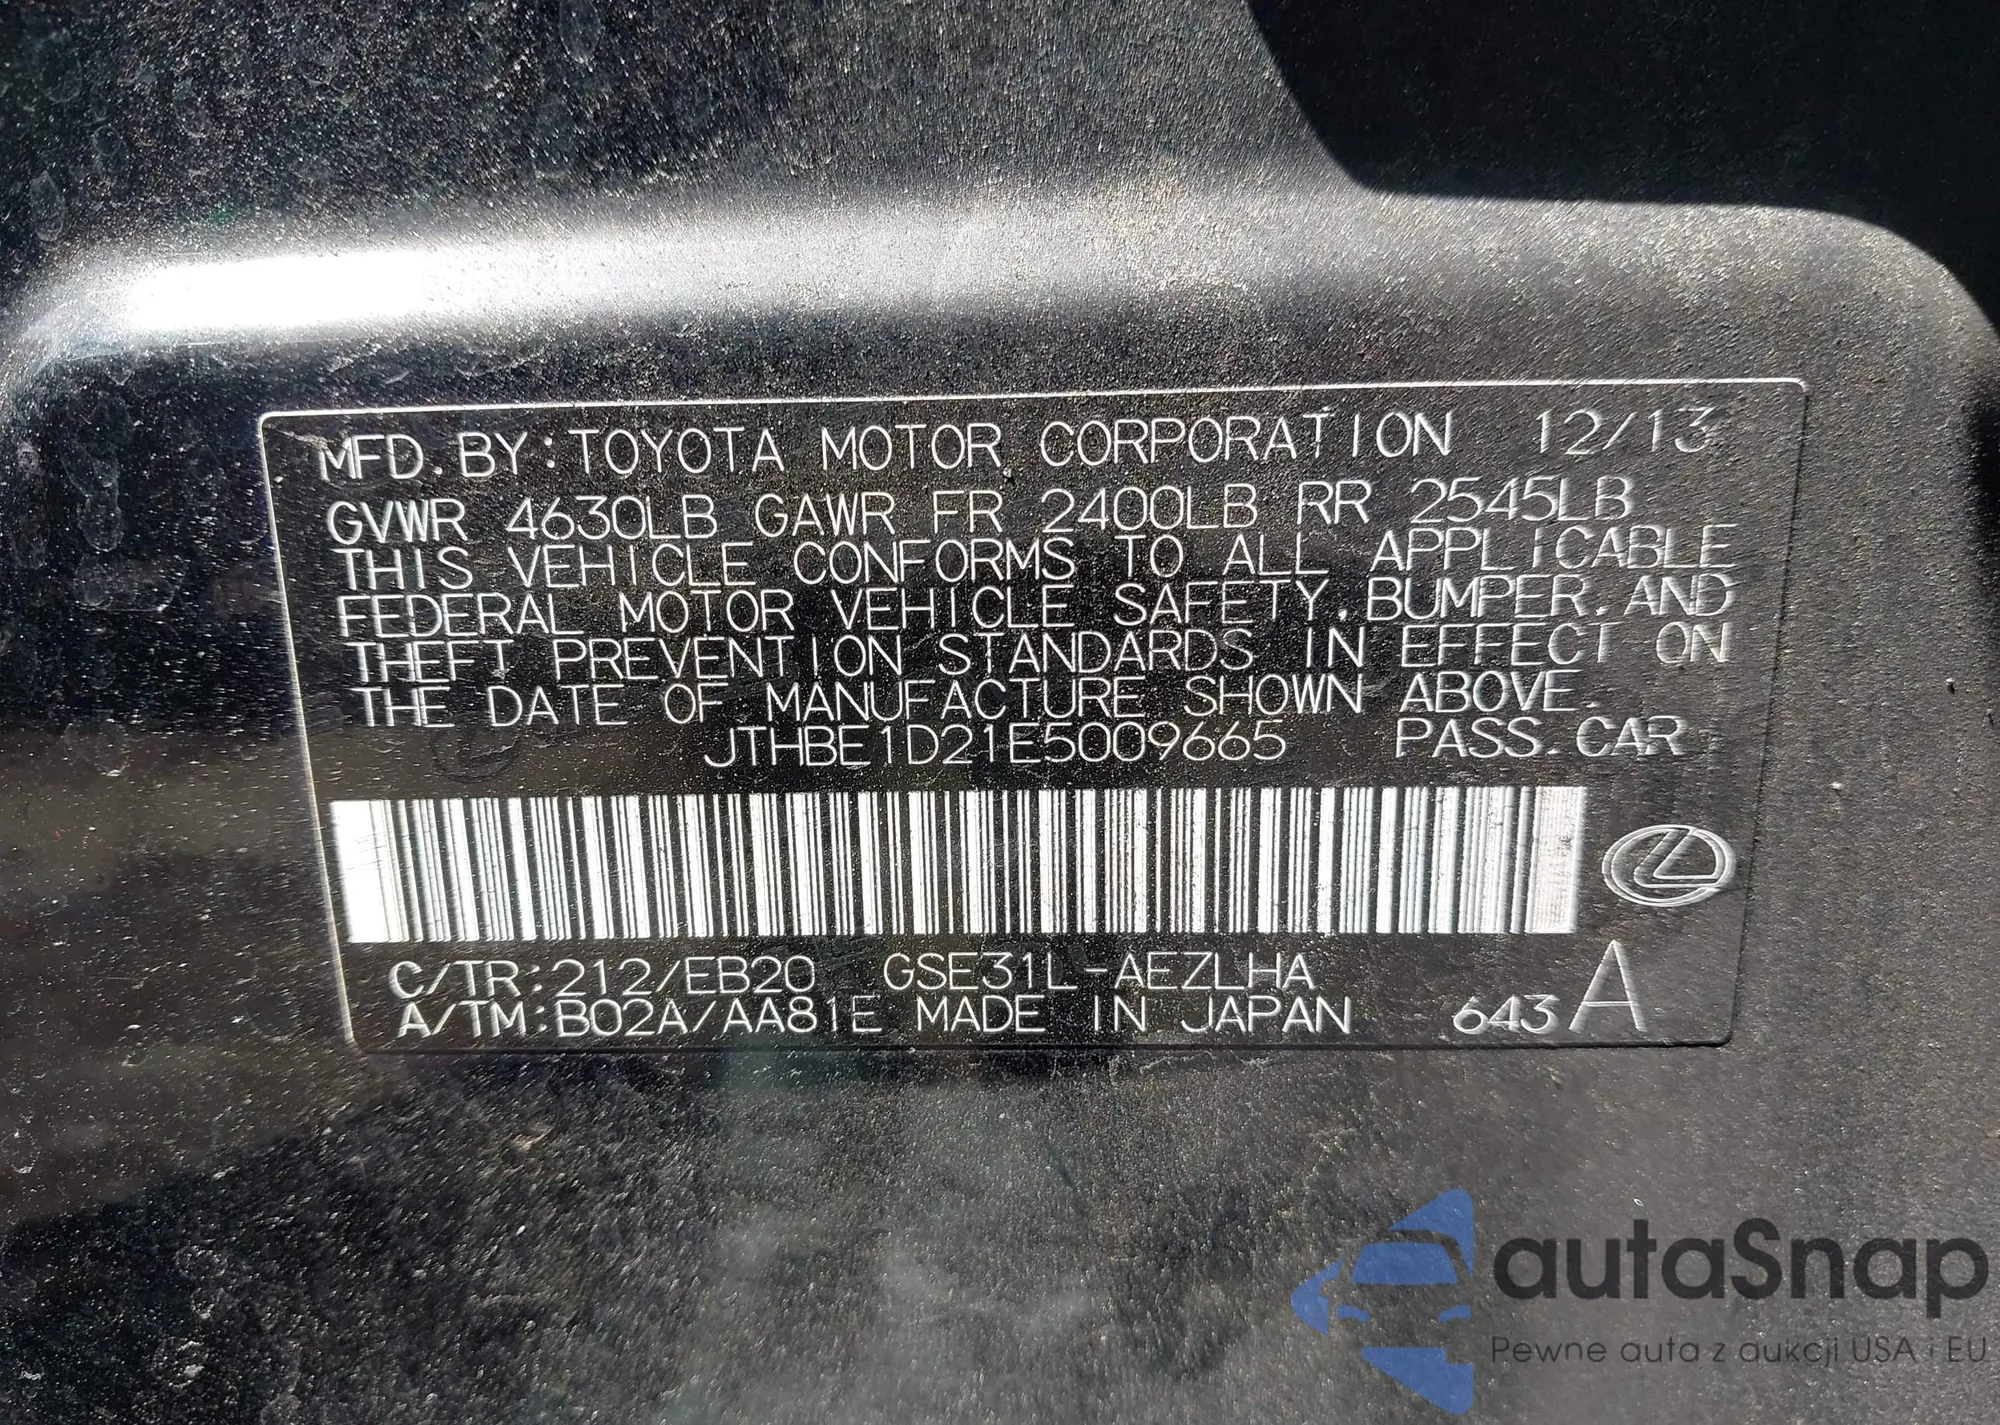 MFD. BY: TOYOTA MOTOR CORPORATION 12/13
GVWR 4630LB GAWR FR 2400LB RR 2545LB
THIS VEHICLE CONFORMS TO ALL APPLICABLE
FEDERAL MOTOR VEHICLE SAFETY, BUMPER, AND
THEFT PREVENTION STANDARDS IN EFFECT ON
THE DATE OF MANUFACTURE SHOWN ABOVE.
JTHBE1D21E5009665 PASS. CAR
C/TR: 212/EB20 GSE31L-AEZLHA
A/TM: B02A/AA81E MADE IN JAPAN 643 A
autaSnap
Pewne auta z aukcji USA i EU